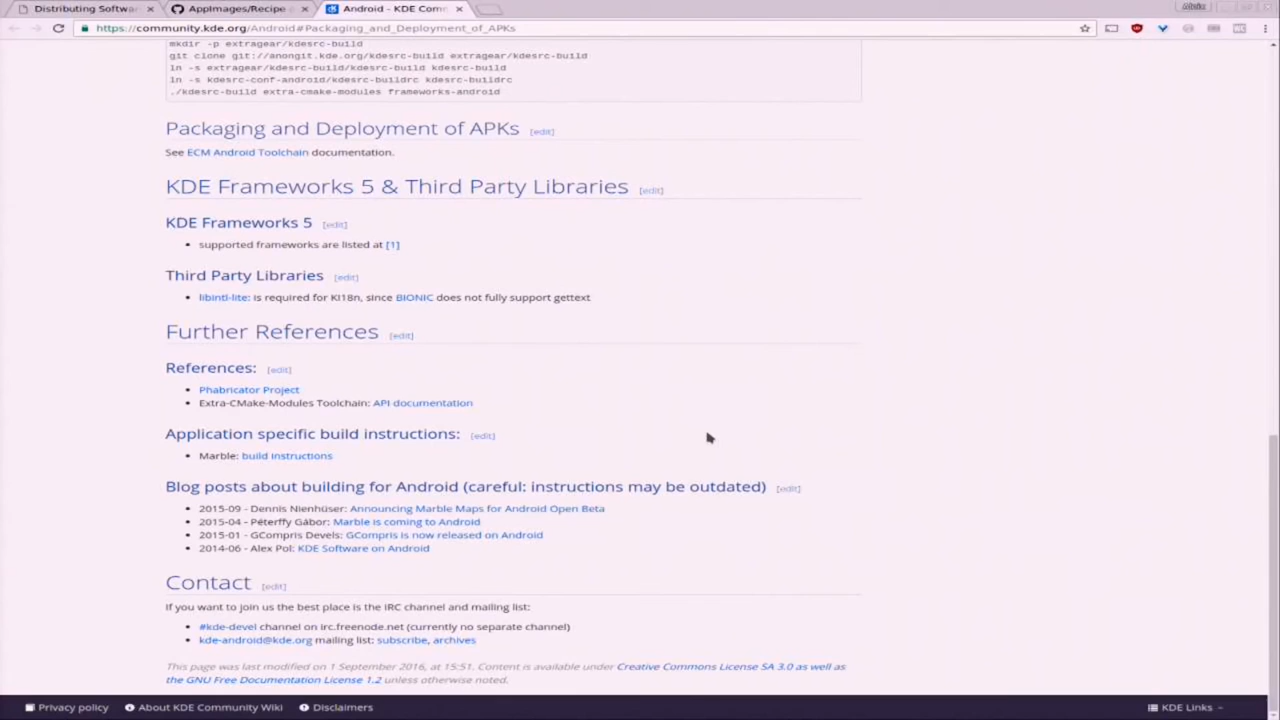 Distributing Softwar
AppImages/Recipe
Android - KDE Com
https://community.kde.org/Android#Packaging_and_Deployment_of_APKs
mkdir -p extragear/kdesrc-build
git clone git://anongit.kde.org/kdesrc-build extragear/kdesrc-build
ln -s extragear/kdesrc-build/kdesrc-build kdesrc-build
ln -s kdesrc-conf-android/kdesrc-buildrc kdesrc-buildrc
./kdesrc-build extra-cmake-modules frameworks-android
Packaging and Deployment of APKs [edit]
See ECM Android Toolchain documentation.
KDE Frameworks 5 & Third Party Libraries [edit]
KDE Frameworks 5 [edit]
supported frameworks are listed at [1]
Third Party Libraries [edit]
libintl-lite: is required for KI18n, since BIONIC does not fully support gettext
Further References [edit]
References: [edit]
Phabricator Project
Extra-CMake-Modules Toolchain: API documentation
Application specific build instructions: [edit]
Marble: build instructions
Blog posts about building for Android (careful: instructions may be outdated) [edit]
2015-09 - Dennis Nienhüser: Announcing Marble Maps for Android Open Beta
2015-04 - Péterffy Gábor: Marble is coming to Android
2015-01 - GCompris Devels: GCompris is now released on Android
2014-06 - Alex Pol: KDE Software on Android
Contact [edit]
If you want to join us the best place is the IRC channel and mailing list:
#kde-devel channel on irc.freenode.net (currently no separate channel)
kde-android@kde.org mailing list: subscribe, archives
This page was last modified on 1 September 2016, at 15:51. Content is available under Creative Commons License SA 3.0 as well as
the GNU Free Documentation License 1.2 unless otherwise noted.
Privacy policy About KDE Community Wiki Disclaimers KDE Links